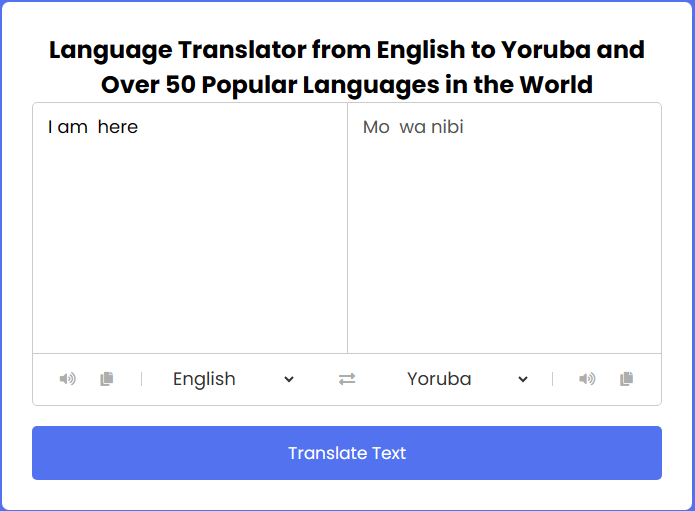 Language Translator from English to Yoruba and
Over 50 Popular Languages in the World
I am  here
Mo  wa nibi
English
Yoruba
Translate Text